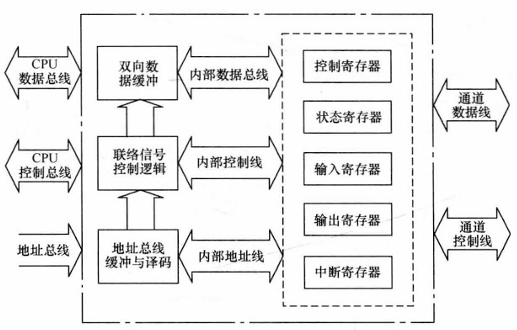 CPU
数据总线
双向数
据缓冲
内部数据总线
控制寄存器
状态寄存器
通道
数据线
CPU
控制总线
联络信号
控制逻辑
内部控制线
输入寄存器
输出寄存器
地址总线
地址总线
缓冲与译码
内部地址线
中断寄存器
通道
控制线